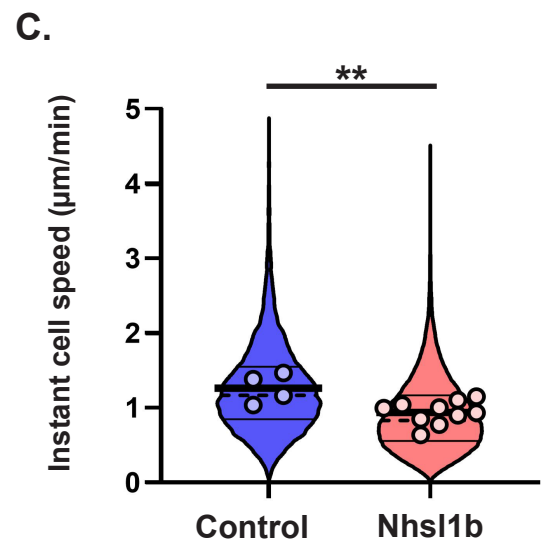 C.
**
Instant cell speed (µm/min)
5
4
3
2
1
0
Control
Nhsl1b